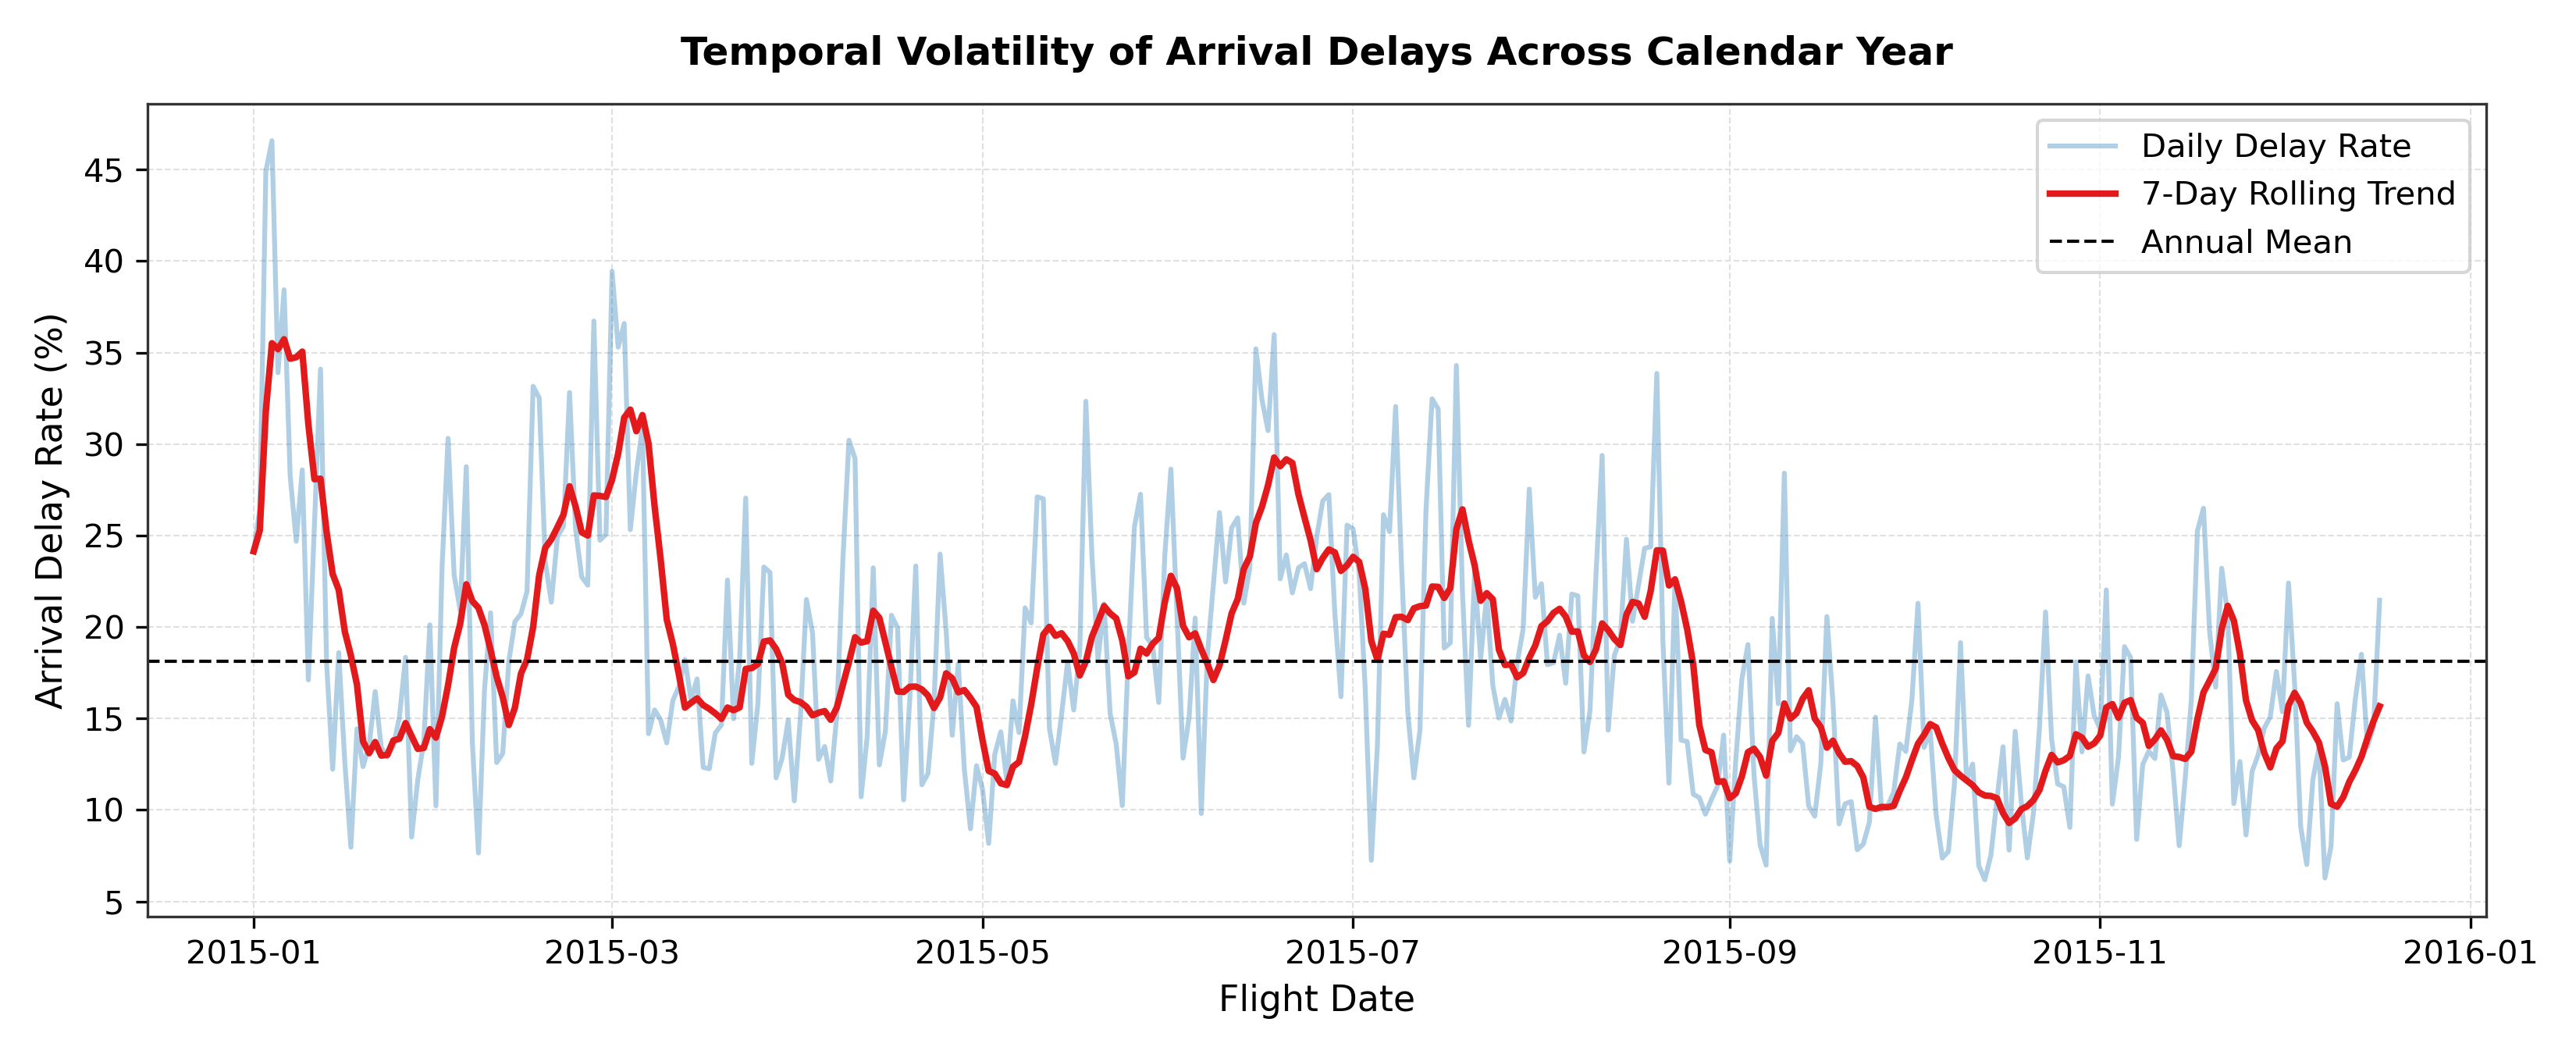 Temporal Volatility of Arrival Delays Across Calendar Year
Daily Delay Rate
7-Day Rolling Trend
Annual Mean
Arrival Delay Rate (%)
45
40
35
30
25
20
15
10
5
2015-01 2015-03 2015-05 2015-07 2015-09 2015-11 2016-01
Flight Date